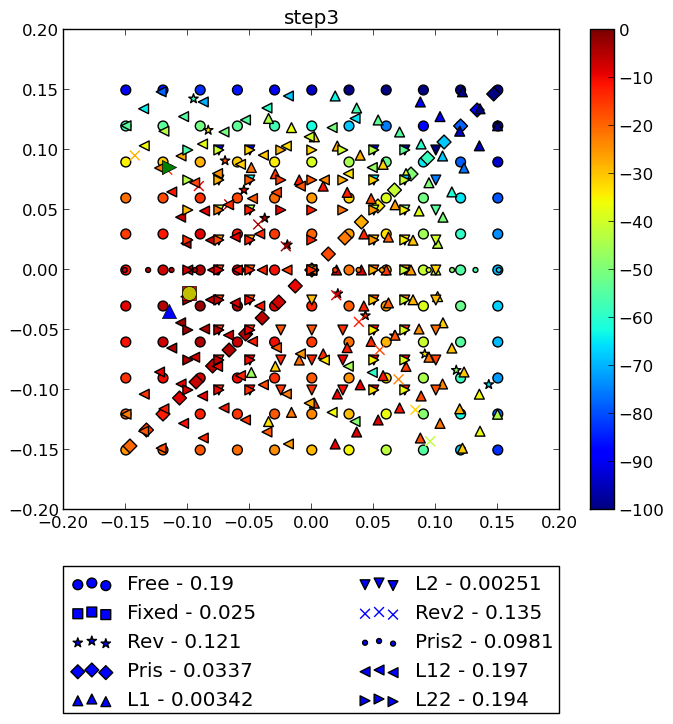 step3
0.20
0.15
0.10
0.05
0.00
−0.05
−0.10
−0.15
−0.20
−0.20 −0.15 −0.10 −0.05 0.00 0.05 0.10 0.15 0.20
0
−10
−20
−30
−40
−50
−60
−70
−80
−90
−100
Free - 0.19
Fixed - 0.025
Rev - 0.121
Pris - 0.0337
L1 - 0.00342
L2 - 0.00251
Rev2 - 0.135
Pris2 - 0.0981
L12 - 0.197
L22 - 0.194